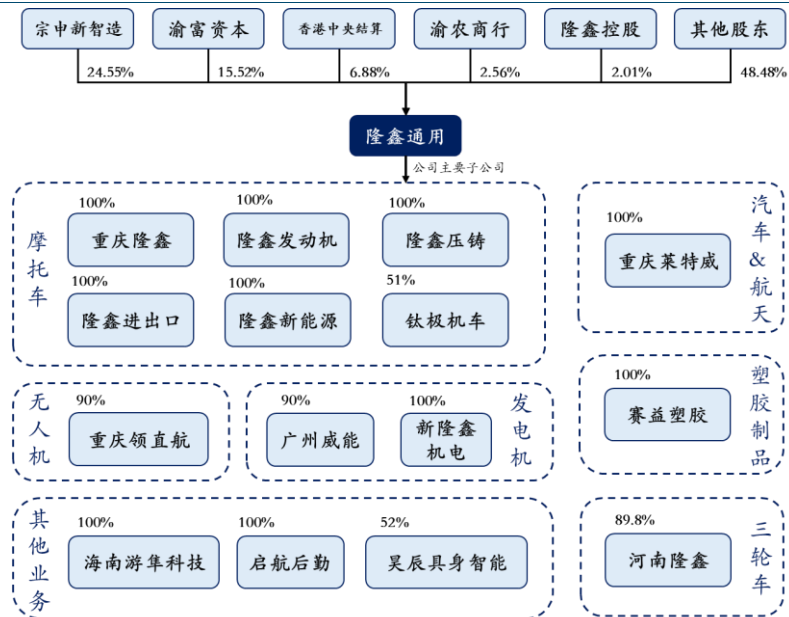 宗申新智造
渝富资本
香港中央结算
渝农商行
隆鑫控股
其他股东
24.55%
15.52%
6.88%
2.56%
2.01%
48.48%
隆鑫通用
公司主要子公司
摩托车
100%
重庆隆鑫
100%
隆鑫发动机
100%
隆鑫压铸
100%
隆鑫进出口
100%
隆鑫新能源
51%
钛极机车
汽车&航天
100%
重庆莱特威
无人机
90%
重庆领直航
90%
广州威能
100%
新隆鑫
机电
发电机
100%
赛益塑胶
塑胶制品
其他业务
100%
海南游隼科技
100%
启航后勤
52%
昊辰具身智能
89.8%
河南隆鑫
三轮车